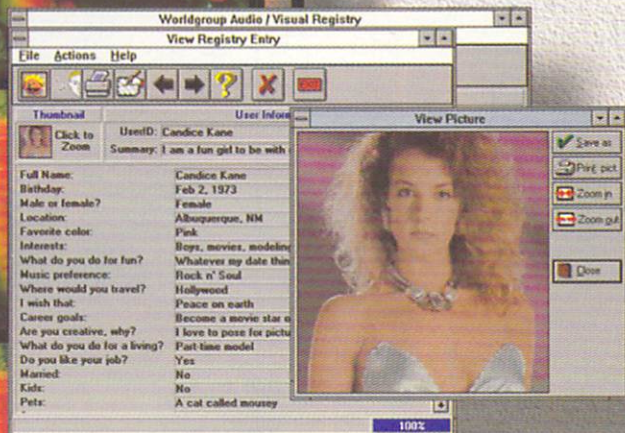 Worldgroup Audio / Visual Registry
View Registry Entry
File Actions Help
EXIT
Thumbnail
User Inform
Click to
Zoom
UserID: Candice Kane
Summary: I am a fun girl to be with
Full Name: Candice Kane
Birthday: Feb 2, 1973
Male or female? Female
Location: Albuquerque, NM
Favorite color: Pink
Interests: Boys, movies, modeling
What do you do for fun? Whatever my date thin
Music preference: Rock n' Soul
Where would you travel? Hollywood
I wish that: Peace on earth
Career goals: Become a movie star o
Are you creative, why? I love to pose for pictu
What do you do for a living? Part-time model
Do you like your job? Yes
Married: No
Kids: No
Pets: A cat called mousey
100%
View Picture
Save as
Print pict
Zoom in
Zoom out
Close